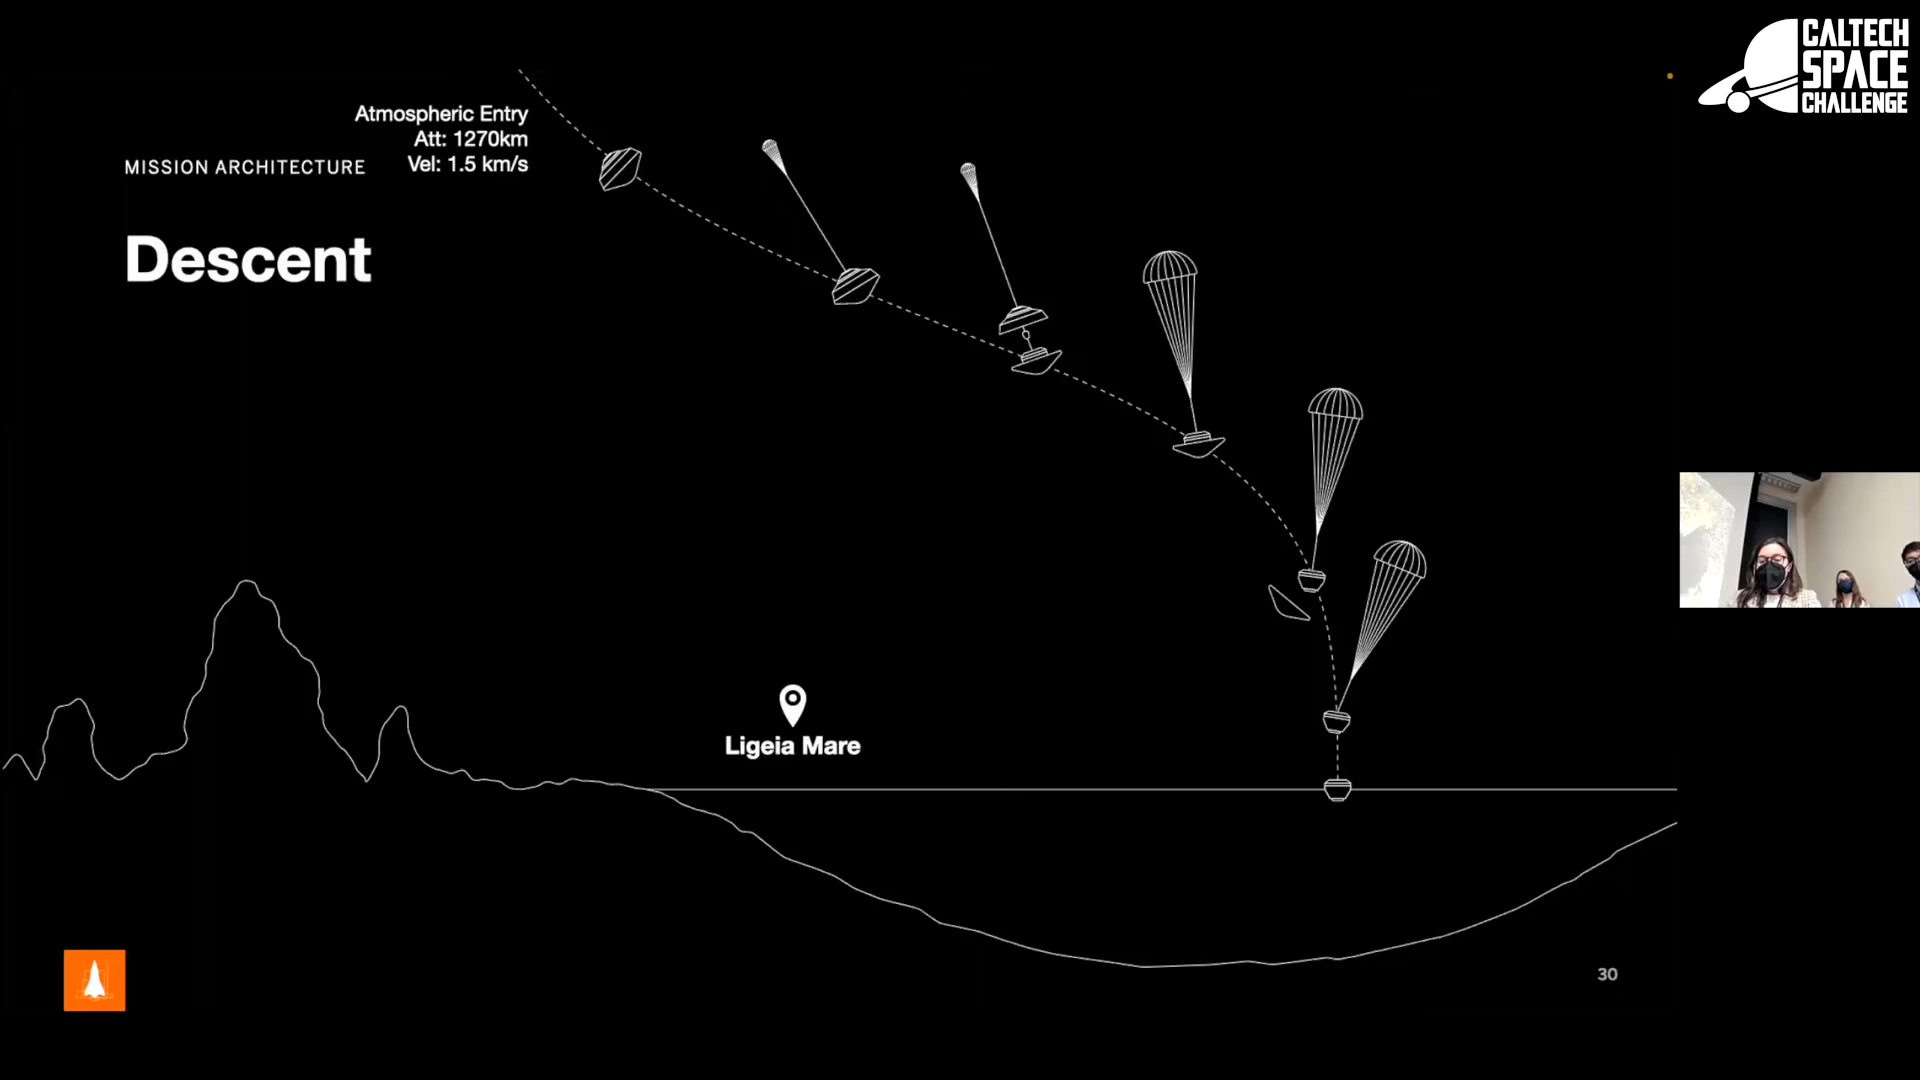 CALTECH
SPACE
CHALLENGE
Atmospheric Entry
Att: 1270km
Vel: 1.5 km/s
MISSION ARCHITECTURE
Descent
Ligeia Mare
30